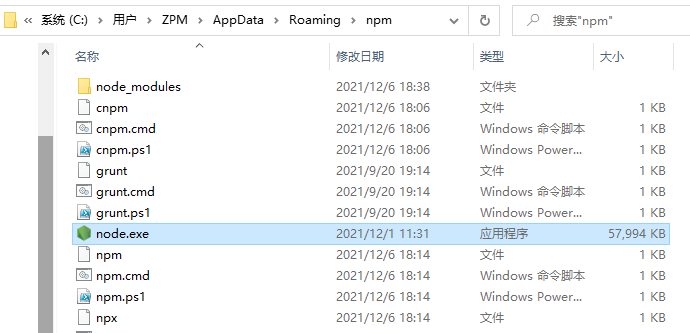 « 系统 (C:) › 用户 › ZPM › AppData › Roaming › npm
搜索"npm"
名称 修改日期 类型 大小
node_modules 2021/12/6 18:38 文件夹
cnpm 2021/12/6 18:06 文件 1 KB
cnpm.cmd 2021/12/6 18:06 Windows 命令脚本 1 KB
cnpm.ps1 2021/12/6 18:06 Windows Power... 1 KB
grunt 2021/9/20 19:14 文件 1 KB
grunt.cmd 2021/9/20 19:14 Windows 命令脚本 1 KB
grunt.ps1 2021/9/20 19:14 Windows Power... 1 KB
node.exe 2021/12/1 11:31 应用程序 57,994 KB
npm 2021/12/6 18:14 文件 1 KB
npm.cmd 2021/12/6 18:14 Windows 命令脚本 1 KB
npm.ps1 2021/12/6 18:14 Windows Power... 1 KB
npx 2021/12/6 18:14 文件 1 KB